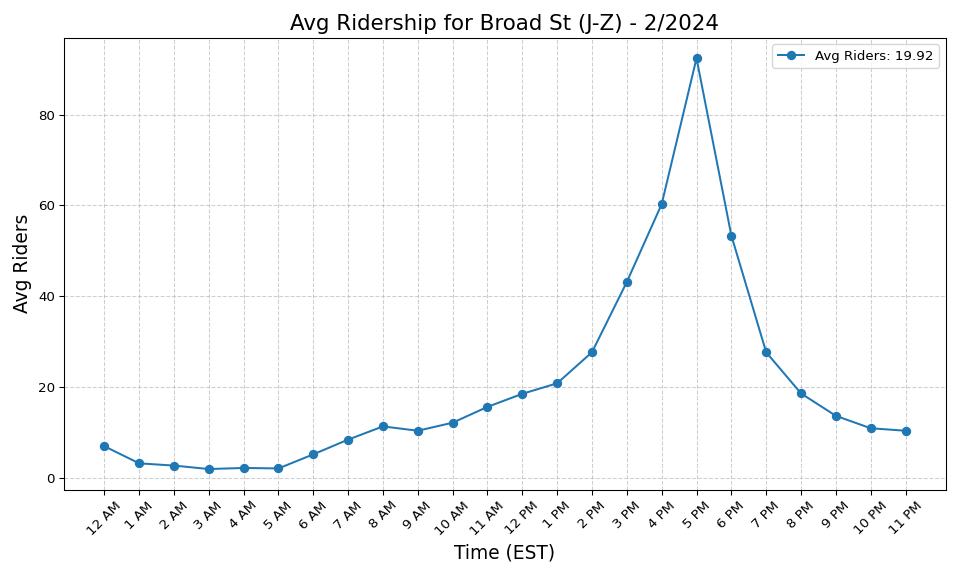 Avg Ridership for Broad St (J-Z) - 2/2024
Avg Riders: 19.92
Avg Riders
80
60
40
20
0
12 AM
1 AM
2 AM
3 AM
4 AM
5 AM
6 AM
7 AM
8 AM
9 AM
10 AM
11 AM
12 PM
1 PM
2 PM
3 PM
4 PM
5 PM
6 PM
7 PM
8 PM
9 PM
10 PM
11 PM
Time (EST)